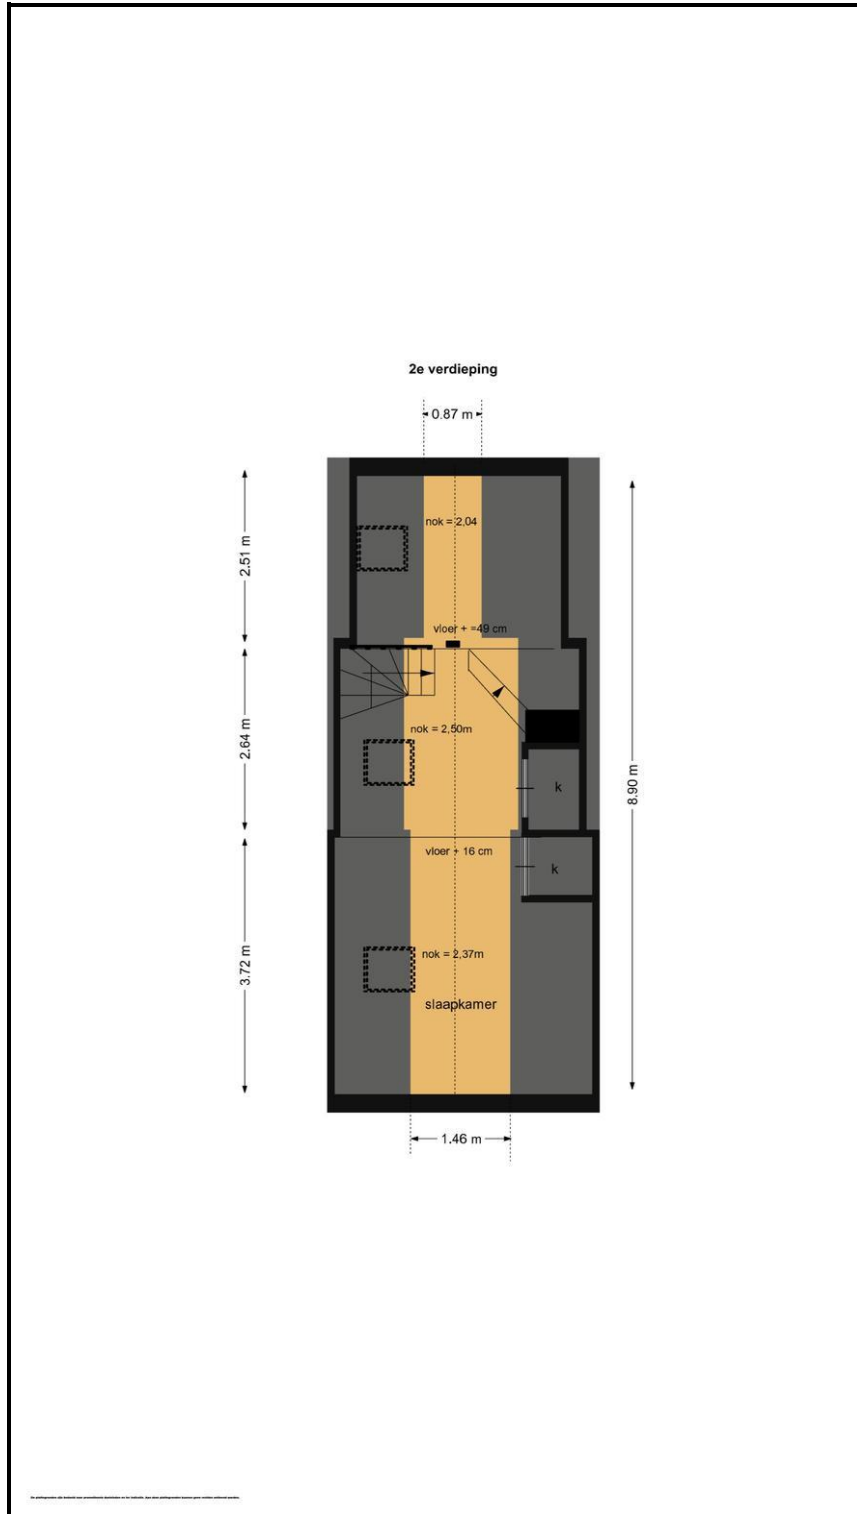 2e verdieping
0.87 m
nok = 2,04
2.51 m
vloer + =49 cm
nok = 2,50m
2.64 m
k
8.90 m
vloer + 16 cm
k
nok = 2,37m
3.72 m
slaapkamer
1.46 m